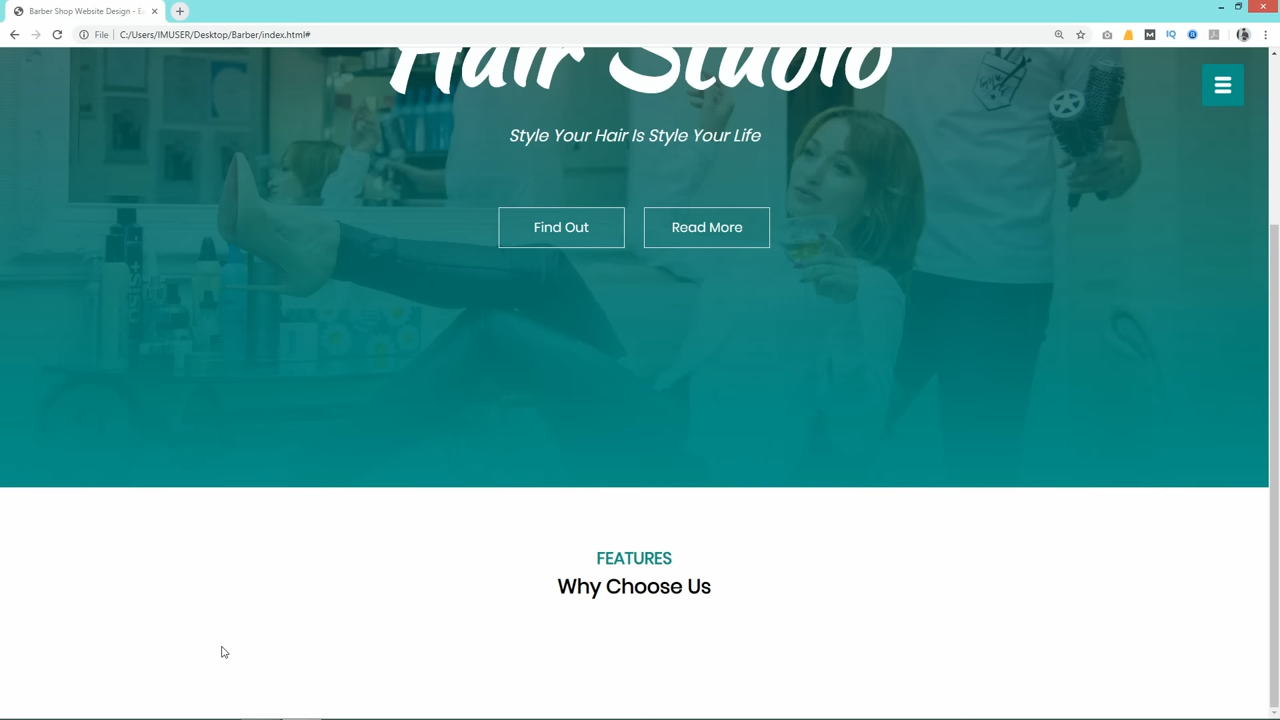 Barber Shop Website Design - Ea
File
C:/Users/IMUSER/Desktop/Barber/index.html#
Hair Studio
Style Your Hair Is Style Your Life
Find Out
Read More
FEATURES
Why Choose Us